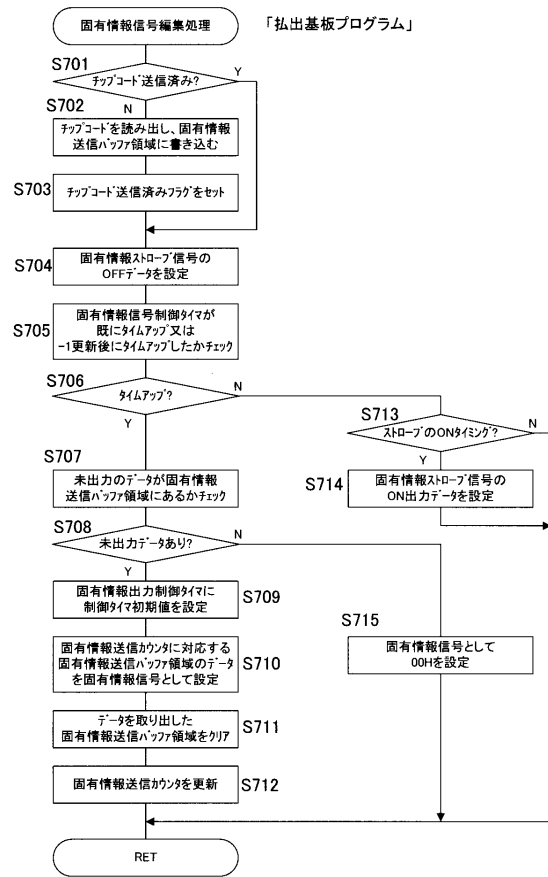 固有情報信号編集処理
「払出基板プログラム」
S701
チップコード送信済み?
Y
N
S702
チップコードを読み出し、固有情報
送信バッファ領域に書き込む
S703
チップコード送信済みフラグをセット
S704
固有情報ストローブ信号の
OFFデータを設定
S705
固有情報信号制御タイマが
既にタイムアップ又は
-1更新後にタイムアップしたかチェック
S706
タイムアップ?
N
Y
S713
ストローブのONタイミング?
N
Y
S707
未出力のデータが固有情報
送信バッファ領域にあるかチェック
S714
固有情報ストローブ信号の
ON出力データを設定
S708
未出力データあり?
N
Y
固有情報出力制御タイマに
制御タイマ初期値を設定
S709
S715
固有情報信号として
00Hを設定
固有情報送信カウンタに対応する
固有情報送信バッファ領域のデータ
を固有情報信号として設定
S710
データを取り出した
固有情報送信バッファ領域をクリア
S711
固有情報送信カウンタを更新
S712
RET